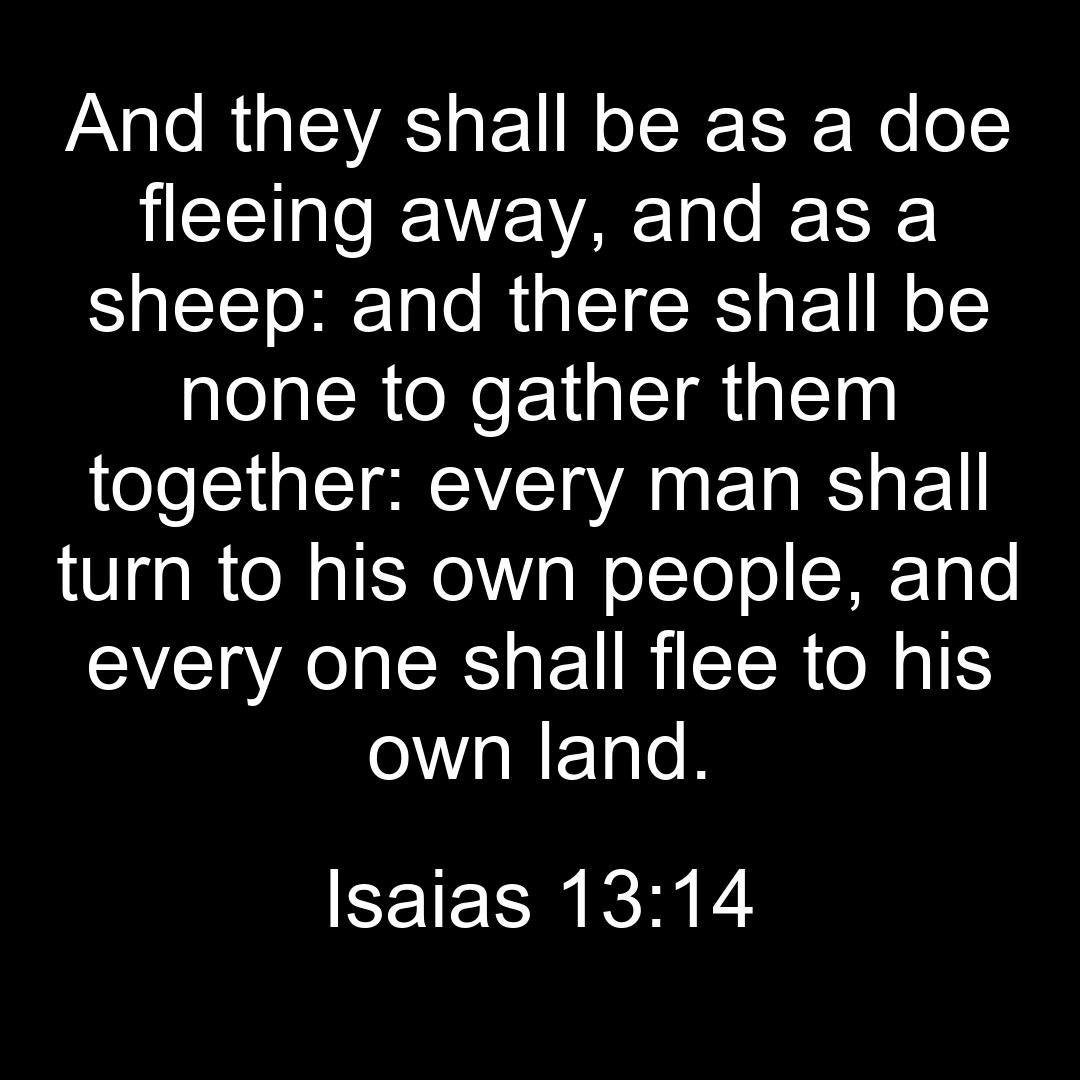 And they shall be as a doe
fleeing away, and as a
sheep: and there shall be
none to gather them
together: every man shall
turn to his own people, and
every one shall flee to his
own land.
Isaias 13:14